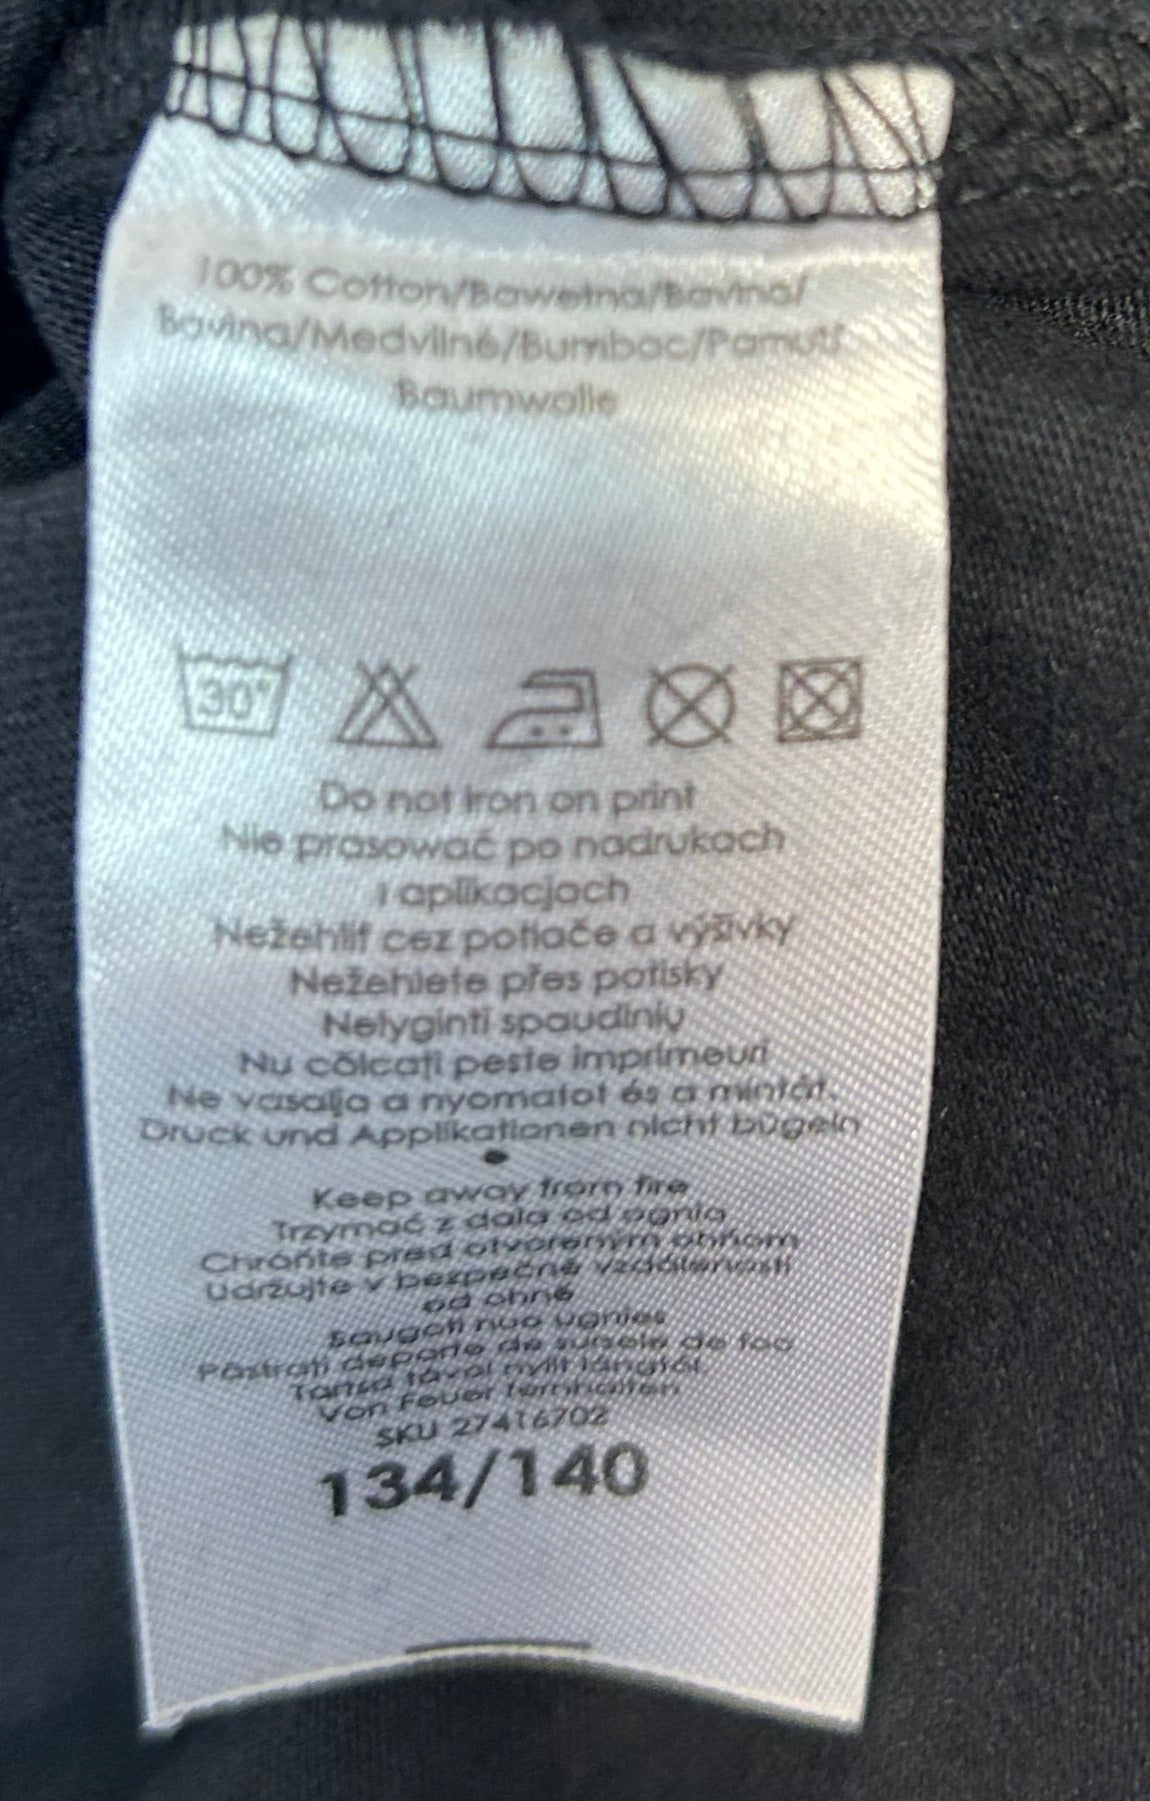 100% Cotton/Bawełna/Bavlna/
Bavlna/Medvilnė/Bumbac/Pamut/
Baumwolle
30°
Do not iron on print
Nie prasować po nadrukach
i aplikacjach
Nežehliť cez potlače a výšivky
Nežehlete přes potisky
Nelyginti spaudinių
Nu călcați peste imprimeuri
Ne vasalja a nyomatot és a mintát.
Druck und Applikationen nicht bügeln
•
Keep away from fire
Trzymać z dala od ognia
Chráňte pred otvoreným ohňom
Udržujte v bezpečné vzdálenosti
od ohně
Saugoti nuo ugnies
Păstrați departe de sursele de foc
Tartsa távol nyílt lángtól.
Von Feuer fernhalten
SKU 27416702
134/140